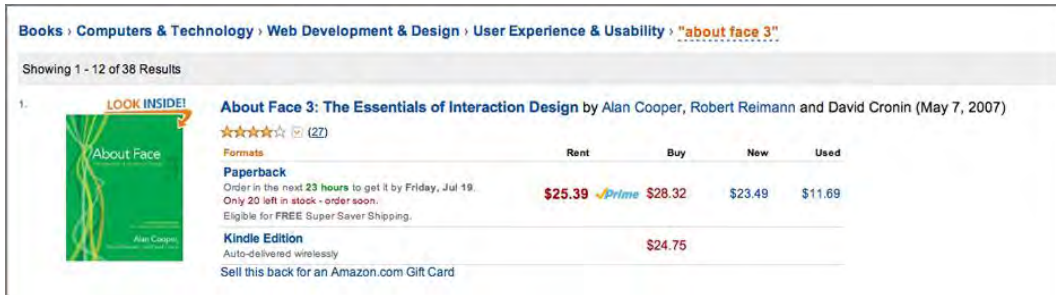 Books › Computers & Technology › Web Development & Design › User Experience & Usability › "about face 3"
Showing 1 - 12 of 38 Results
1.
LOOK INSIDE!
About Face 3: The Essentials of Interaction Design by Alan Cooper, Robert Reimann and David Cronin (May 7, 2007)
(27)
About Face
Formats Rent Buy New Used
Paperback
Order in the next 23 hours to get it by Friday, Jul 19.
Only 20 left in stock - order soon.
$25.39 Prime $28.32 $23.49 $11.69
Eligible for FREE Super Saver Shipping.
Alan Cooper,
Kindle Edition
Auto-delivered wirelessly
$24.75
Sell this back for an Amazon.com Gift Card